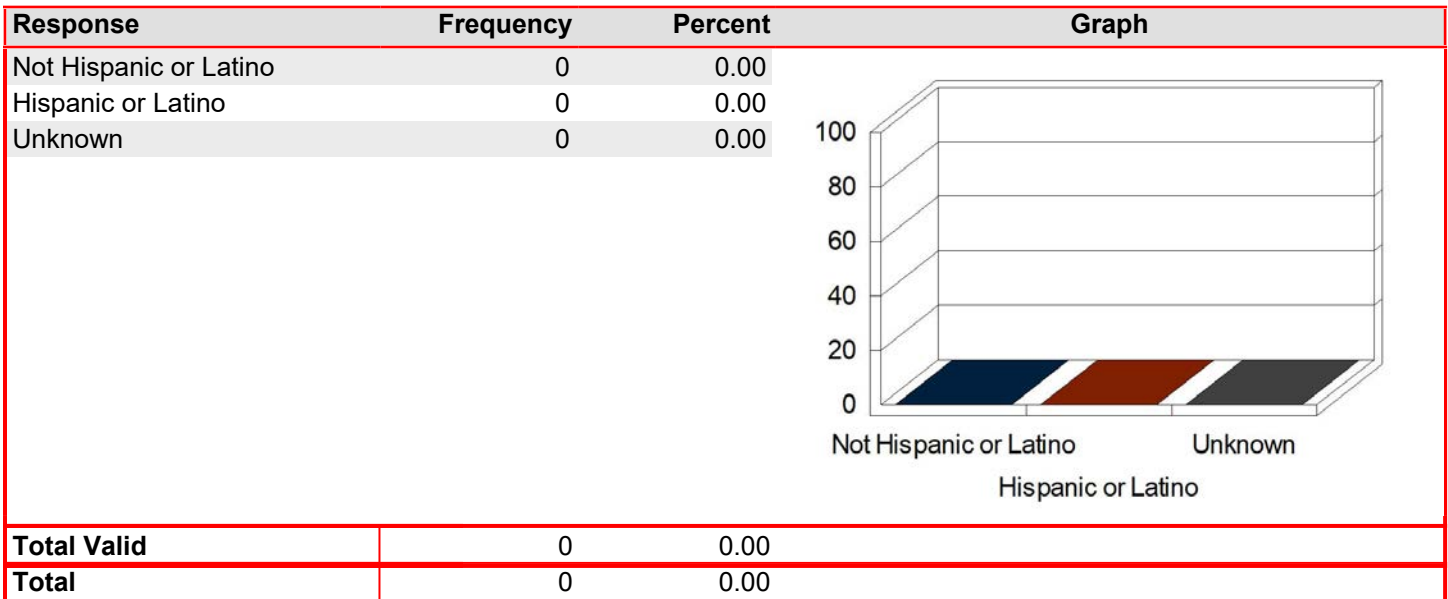 Response Frequency Percent Graph
Not Hispanic or Latino 0 0.00
Hispanic or Latino 0 0.00
Unknown 0 0.00
100
80
60
40
20
0
Not Hispanic or Latino Unknown
Hispanic or Latino
Total Valid 0 0.00
Total 0 0.00